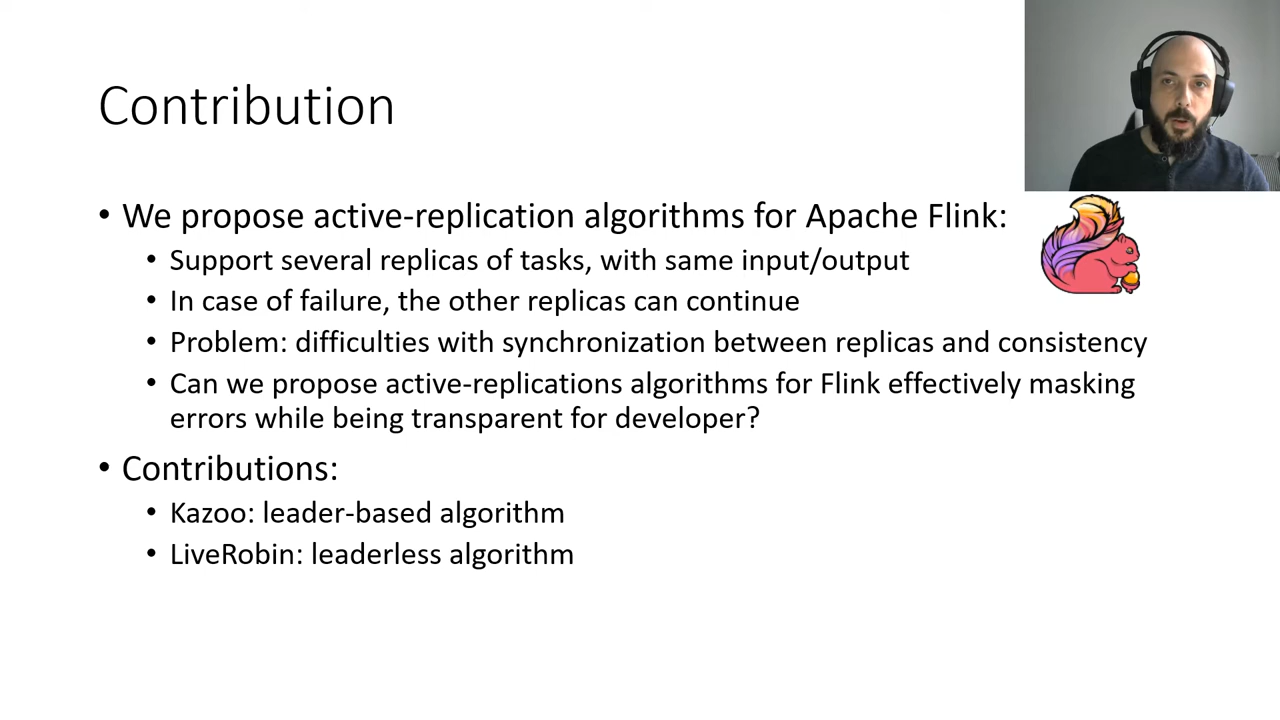 Contribution
• We propose active-replication algorithms for Apache Flink:
• Support several replicas of tasks, with same input/output
• In case of failure, the other replicas can continue
• Problem: difficulties with synchronization between replicas and consistency
• Can we propose active-replications algorithms for Flink effectively masking
errors while being transparent for developer?
• Contributions:
• Kazoo: leader-based algorithm
• LiveRobin: leaderless algorithm